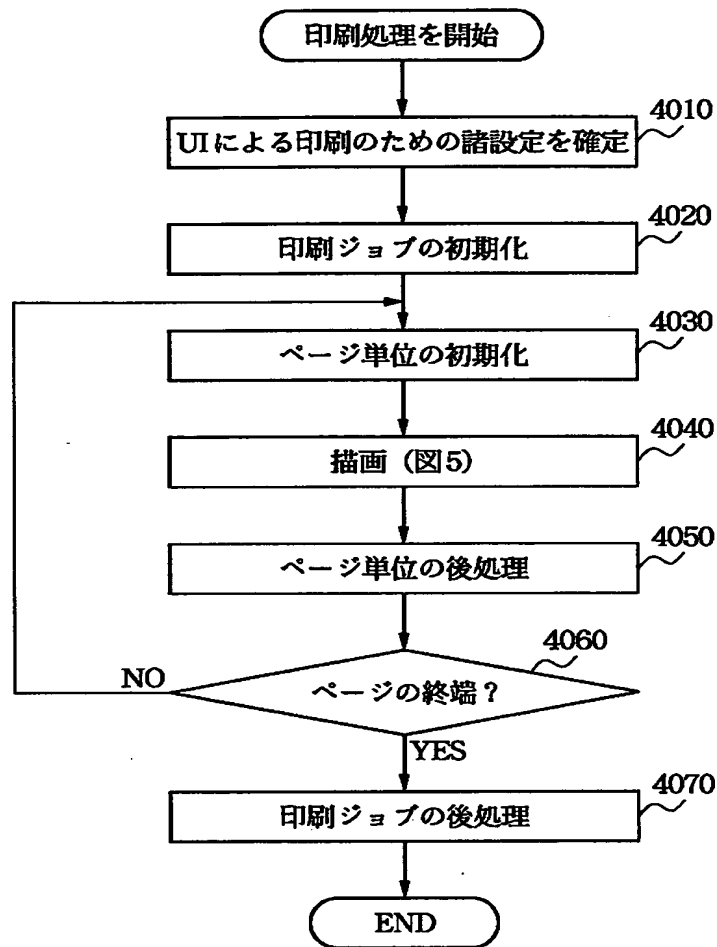 印刷処理を開始
4010
UIによる印刷のための諸設定を確定
4020
印刷ジョブの初期化
4030
ページ単位の初期化
4040
描画（図5）
4050
ページ単位の後処理
4060
ページの終端？
NO
YES
4070
印刷ジョブの後処理
END